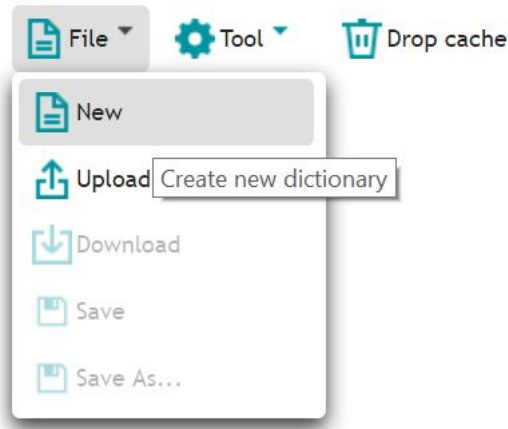 File Tool Drop cache
New
Upload Create new dictionary
Download
Save
Save As...